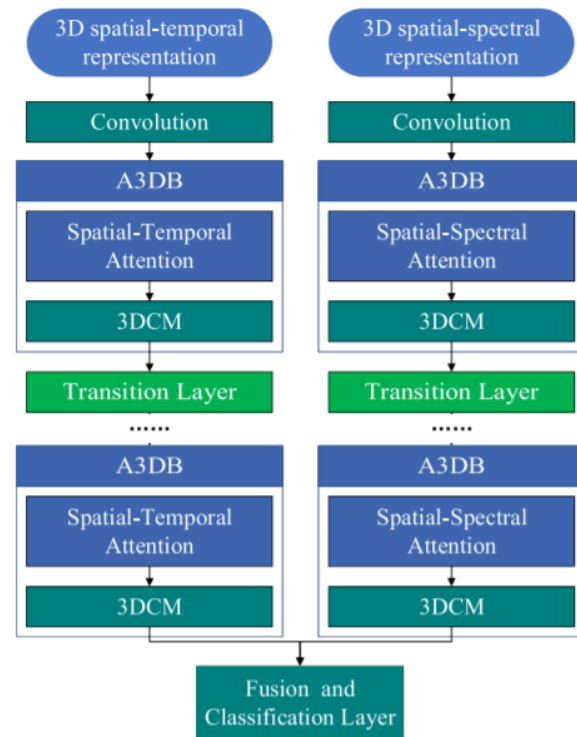 3D spatial-temporal
representation
3D spatial-spectral
representation
Convolution
Convolution
A3DB
A3DB
Spatial-Temporal
Attention
Spatial-Spectral
Attention
3DCM
3DCM
Transition Layer
Transition Layer
......
......
A3DB
A3DB
Spatial-Temporal
Attention
Spatial-Spectral
Attention
3DCM
3DCM
Fusion and
Classification Layer